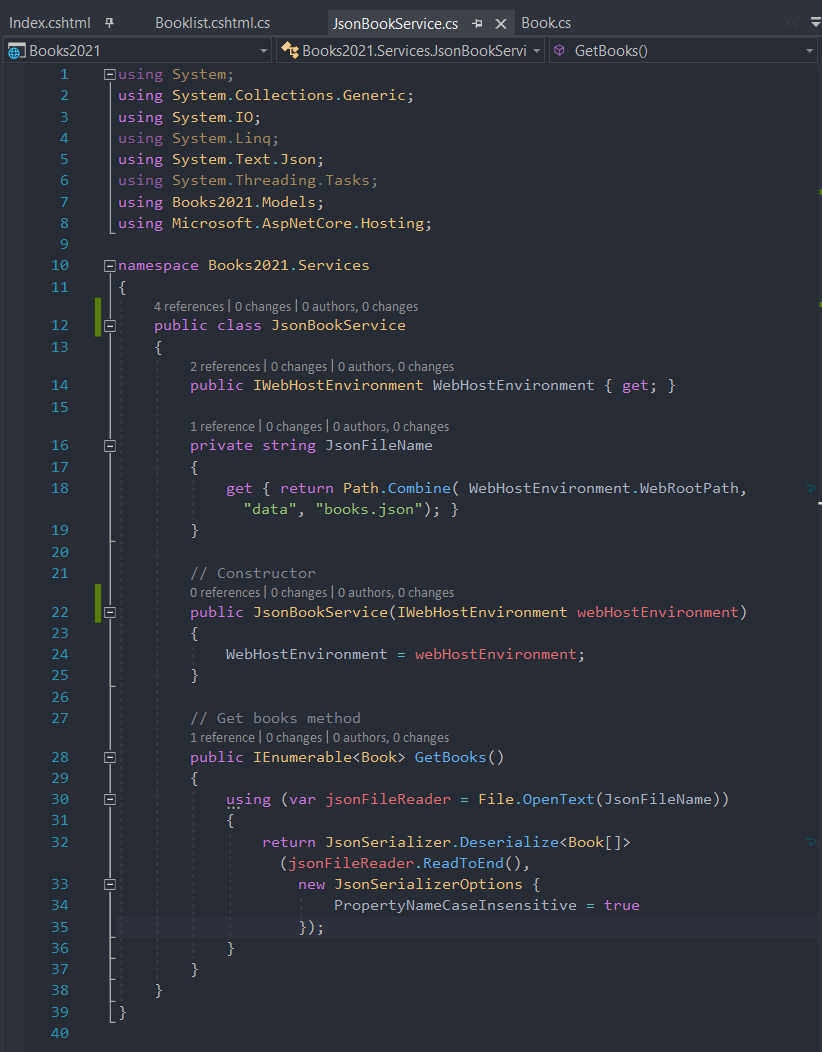 Index.cshtml Booklist.cshtml.cs JsonBookService.cs Book.cs
Books2021 Books2021.Services.JsonBookServi GetBooks()
1 using System;
2 using System.Collections.Generic;
3 using System.IO;
4 using System.Linq;
5 using System.Text.Json;
6 using System.Threading.Tasks;
7 using Books2021.Models;
8 using Microsoft.AspNetCore.Hosting;
9
10 namespace Books2021.Services
11 {
4 references | 0 changes | 0 authors, 0 changes
12 public class JsonBookService
13 {
2 references | 0 changes | 0 authors, 0 changes
14 public IWebHostEnvironment WebHostEnvironment { get; }
15
1 reference | 0 changes | 0 authors, 0 changes
16 private string JsonFileName
17 {
18 get { return Path.Combine( WebHostEnvironment.WebRootPath,
"data", "books.json"); }
19 }
20
21 // Constructor
0 references | 0 changes | 0 authors, 0 changes
22 public JsonBookService(IWebHostEnvironment webHostEnvironment)
23 {
24 WebHostEnvironment = webHostEnvironment;
25 }
26
27 // Get books method
1 reference | 0 changes | 0 authors, 0 changes
28 public IEnumerable<Book> GetBooks()
29 {
30 using (var jsonFileReader = File.OpenText(JsonFileName))
31 {
32 return JsonSerializer.Deserialize<Book[]>
(jsonFileReader.ReadToEnd(),
33 new JsonSerializerOptions {
34 PropertyNameCaseInsensitive = true
35 });
36 }
37 }
38 }
39 }
40